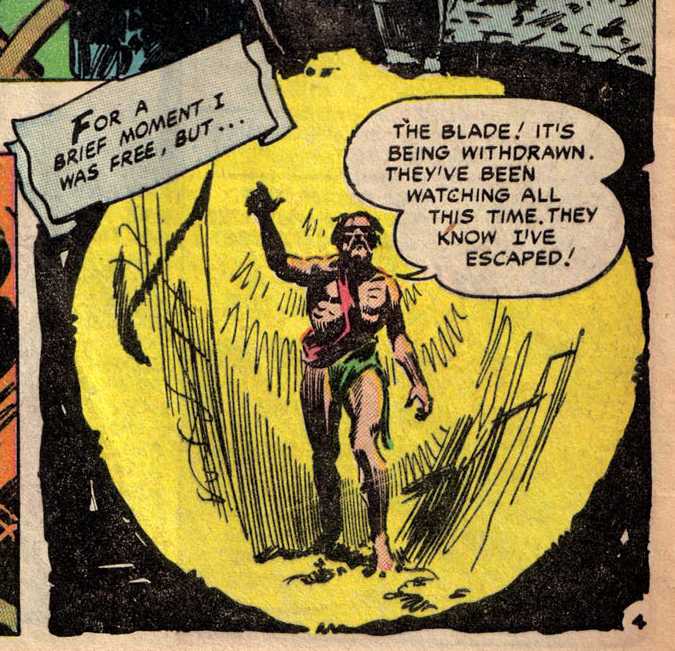 FOR A
BRIEF MOMENT I
WAS FREE, BUT...
THE BLADE! IT'S
BEING WITHDRAWN.
THEY'VE BEEN
WATCHING ALL
THIS TIME. THEY
KNOW I'VE
ESCAPED!
4